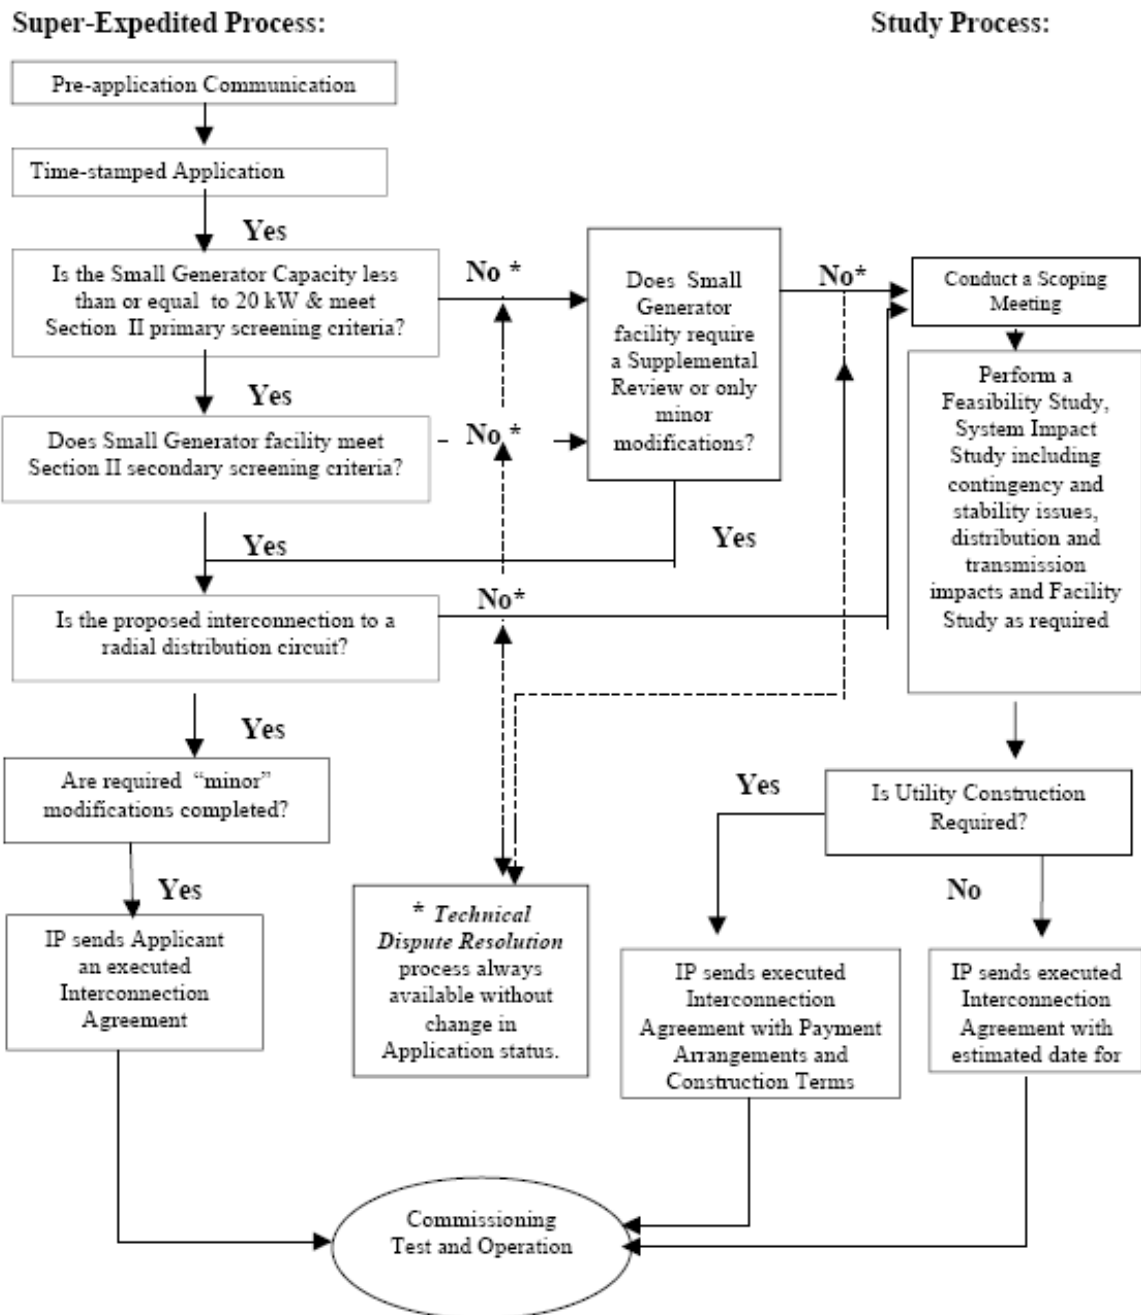 Super-Expedited Process:
Study Process:
Pre-application Communication
Time-stamped Application
Yes
Is the Small Generator Capacity less
than or equal to 20 kW & meet
Section II primary screening criteria?
No *
Does Small
Generator
facility require
a Supplemental
Review or only
minor
modifications?
No*
Conduct a Scoping
Meeting
Yes
Does Small Generator facility meet
Section II secondary screening criteria?
No *
Perform a
Feasibility Study,
System Impact
Study including
contingency and
stability issues,
distribution and
transmission
impacts and Facility
Study as required
Yes
Yes
Is the proposed interconnection to a
radial distribution circuit?
No*
Yes
Are required “minor”
modifications completed?
Yes
Is Utility Construction
Required?
Yes
No
IP sends Applicant
an executed
Interconnection
Agreement
* Technical
Dispute Resolution
process always
available without
change in
Application status.
IP sends executed
Interconnection
Agreement with Payment
Arrangements and
Construction Terms
IP sends executed
Interconnection
Agreement with
estimated date for
Commissioning
Test and Operation